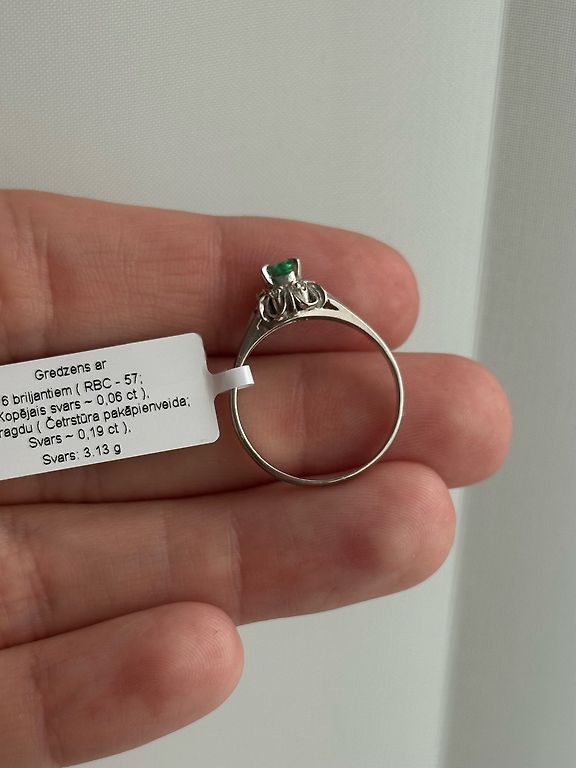 Gredzens ar
6 briljantiem ( RBC - 57;
Kopējais svars ~ 0,06 ct ),
ragdu ( Četrstūra pakāpienveida;
Svars ~ 0,19 ct ),
Svars: 3,13 g